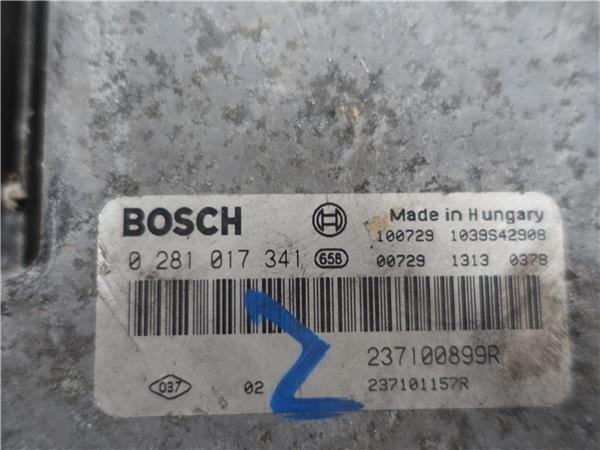 BOSCH
Made in Hungary
100729 1039S42908
0 281 017 341 658
00729 1313 0378
237100899R
037 02 237101157R
2